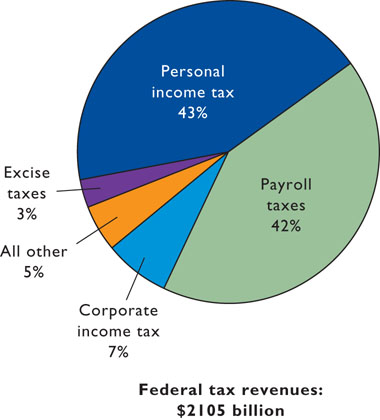 Personal
income tax
43%
Payroll
taxes
42%
Excise
taxes
3%
All other
5%
Corporate
income tax
7%
Federal tax revenues:
$2105 billion